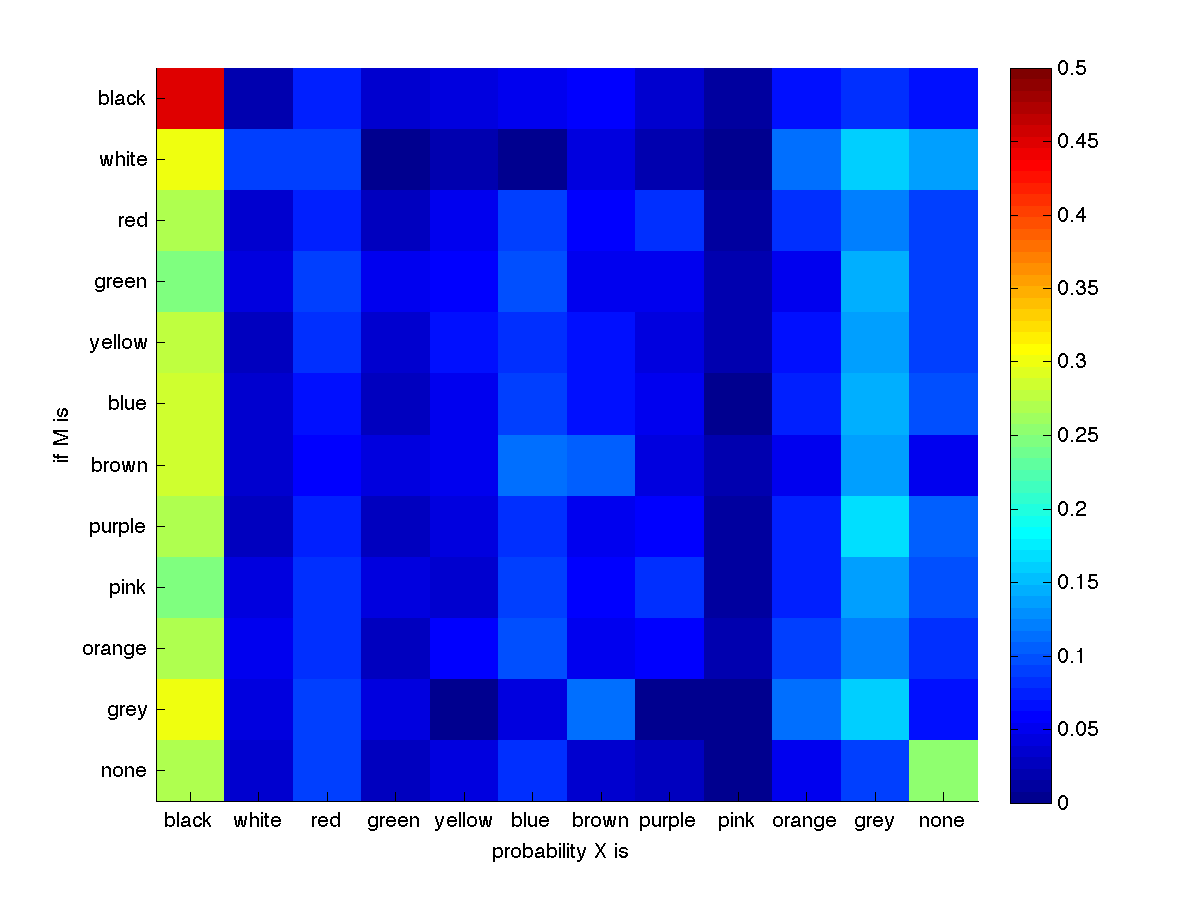 black
white
red
green
yellow
blue
brown
purple
pink
orange
grey
none
if M is
black white red green yellow blue brown purple pink orange grey none
probability X is
0.5
0.45
0.4
0.35
0.3
0.25
0.2
0.15
0.1
0.05
0